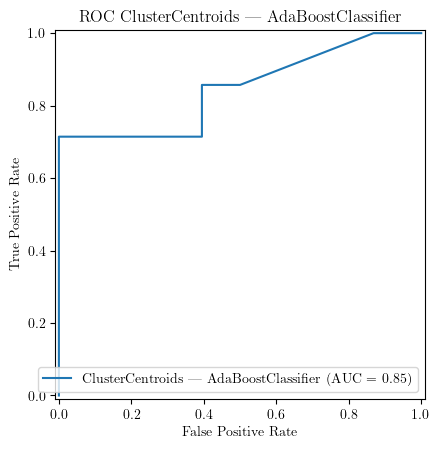 ROC ClusterCentroids — AdaBoostClassifier
1.0
0.8
0.6
0.4
0.2
0.0
True Positive Rate
ClusterCentroids — AdaBoostClassifier (AUC = 0.85)
0.0 0.2 0.4 0.6 0.8 1.0
False Positive Rate